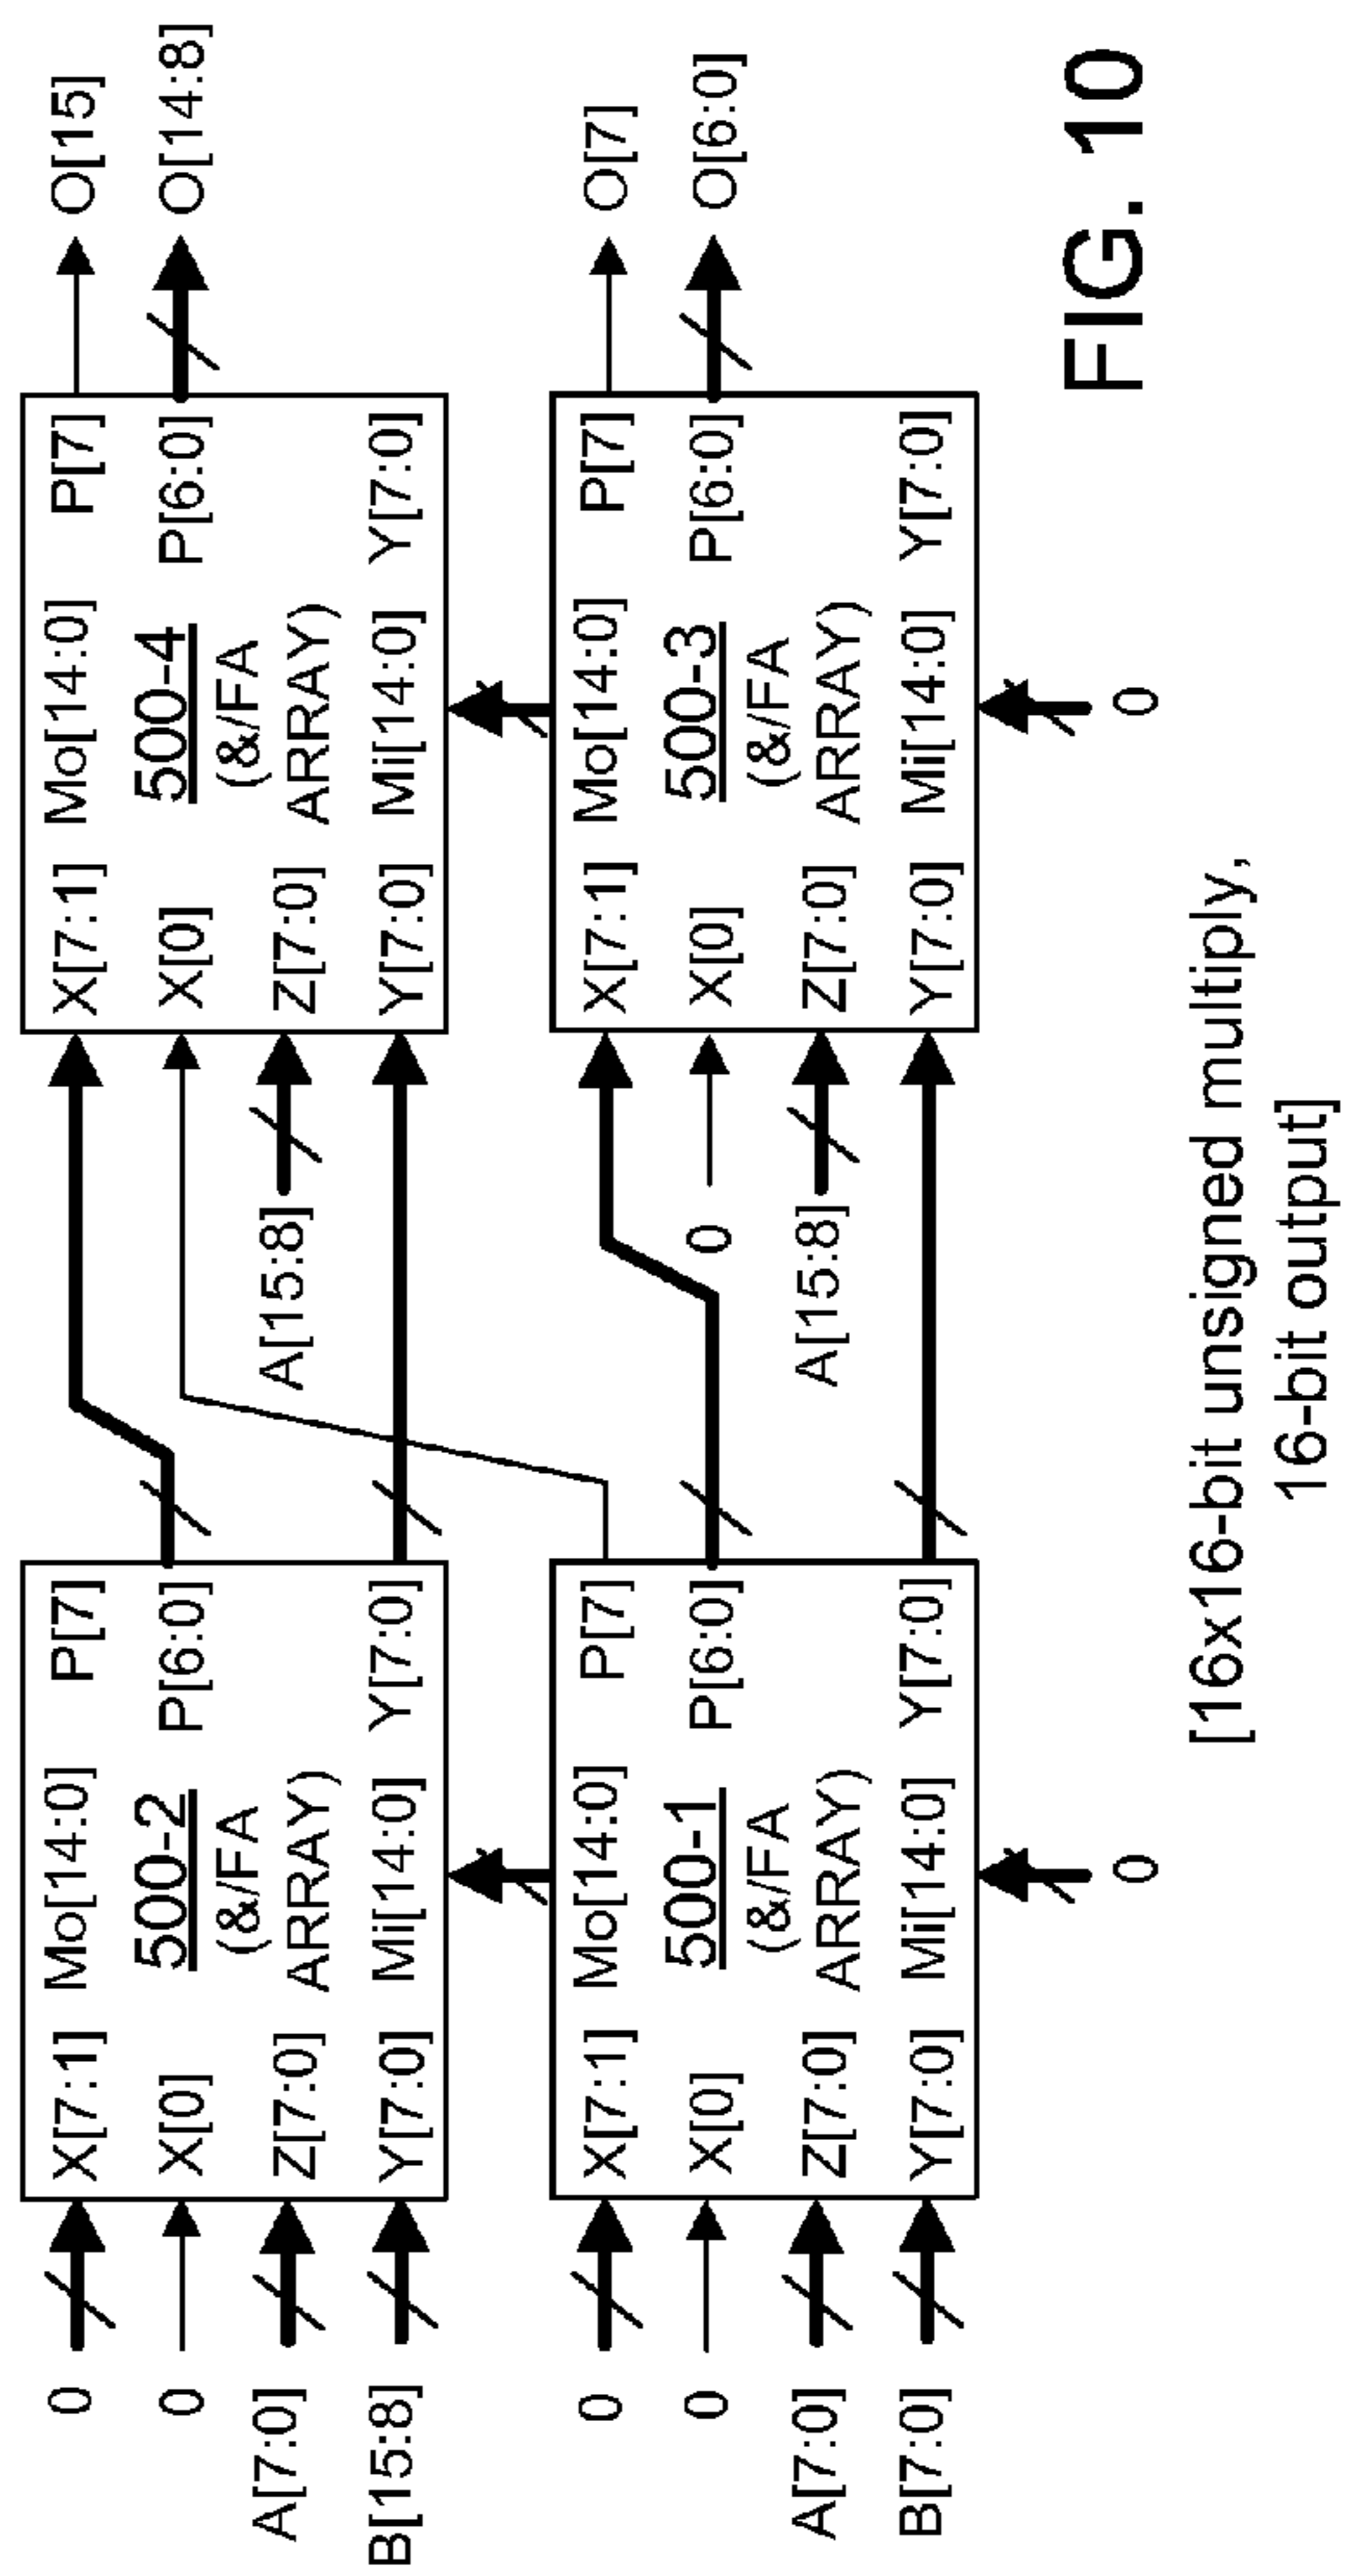 0
0
A[7:0]
B[15:8]
X[7:1]
X[0]
Z[7:0]
Y[7:0]
Mo[14:0]
500-2
(&/FA
ARRAY)
Mi[14:0]
P[7]
P[6:0]
Y[7:0]
A[15:8]
X[7:1]
X[0]
Z[7:0]
Y[7:0]
Mo[14:0]
500-4
(&/FA
ARRAY)
Mi[14:0]
P[7]
P[6:0]
Y[7:0]
O[15]
O[14:8]
0
0
A[7:0]
B[7:0]
X[7:1]
X[0]
Z[7:0]
Y[7:0]
Mo[14:0]
500-1
(&/FA
ARRAY)
Mi[14:0]
P[7]
P[6:0]
Y[7:0]
0
0
A[15:8]
X[7:1]
X[0]
Z[7:0]
Y[7:0]
Mo[14:0]
500-3
(&/FA
ARRAY)
Mi[14:0]
P[7]
P[6:0]
Y[7:0]
0
O[7]
O[6:0]
[16x16-bit unsigned multiply,
16-bit output]
FIG. 10